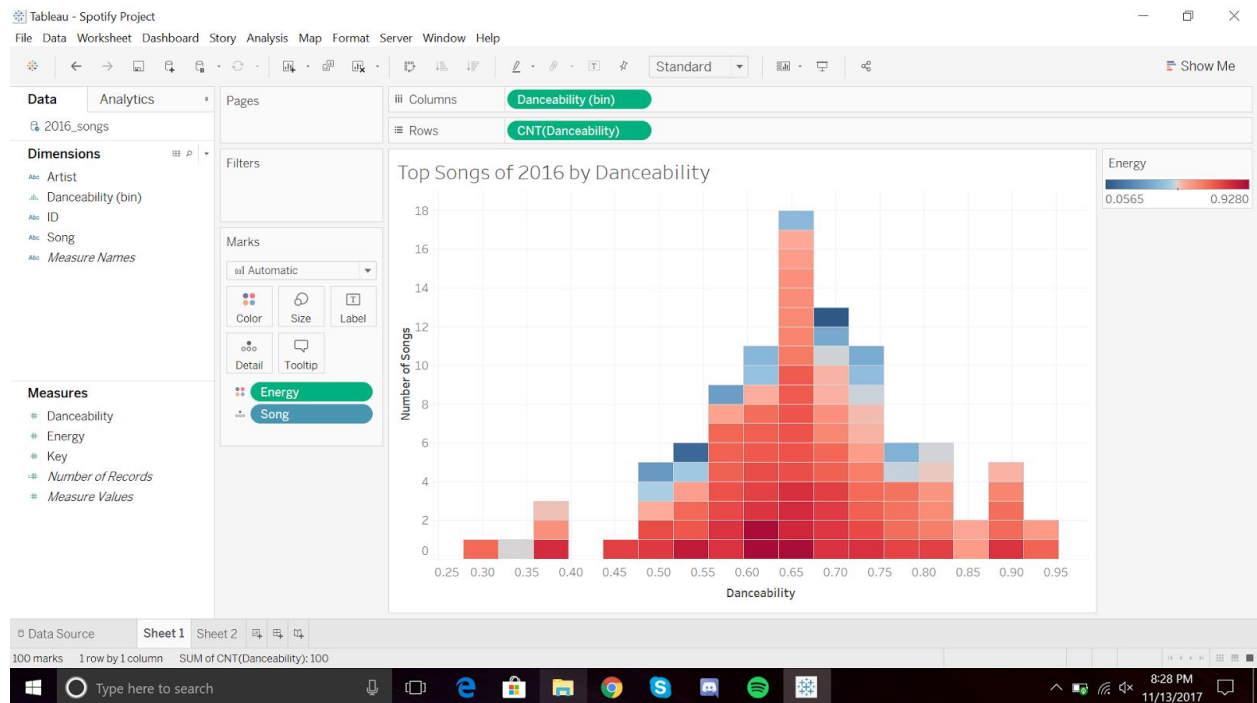 Tableau - Spotify Project
File Data Worksheet Dashboard Story Analysis Map Format Server Window Help
Standard
Show Me
Data Analytics
2016_songs
Dimensions
Abc Artist
Danceability (bin)
Abc ID
Abc Song
Abc Measure Names
Measures
# Danceability
# Energy
# Key
# Number of Records
# Measure Values
Pages
Filters
Marks
Automatic
Color Size Label
Detail Tooltip
Energy
Song
Columns Danceability (bin)
Rows CNT(Danceability)
Top Songs of 2016 by Danceability
Number of Songs
18
16
14
12
10
8
6
4
2
0
0.25 0.30 0.35 0.40 0.45 0.50 0.55 0.60 0.65 0.70 0.75 0.80 0.85 0.90 0.95
Danceability
Energy
0.0565 0.9280
Data Source Sheet 1 Sheet 2
100 marks 1 row by 1 column SUM of CNT(Danceability): 100
Type here to search
8:28 PM
11/13/2017